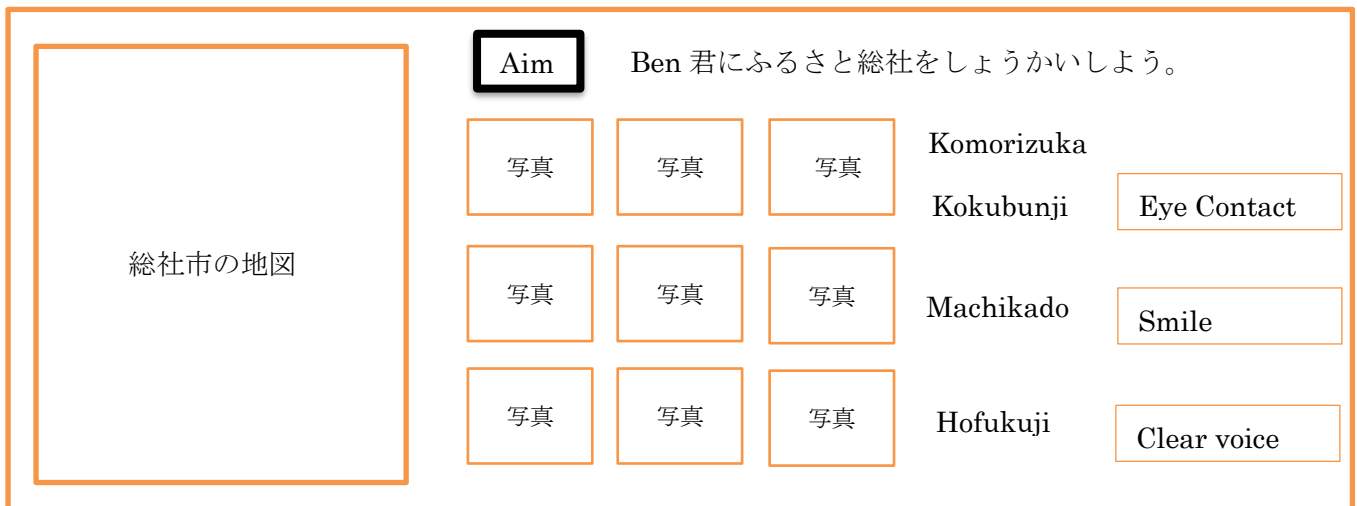 総社市の地図
Aim
Ben 君にふるさと総社をしょうかいしよう。
写真 写真 写真
Komorizuka
Kokubunji
Eye Contact
写真 写真 写真
Machikado
Smile
写真 写真 写真
Hofukuji
Clear voice